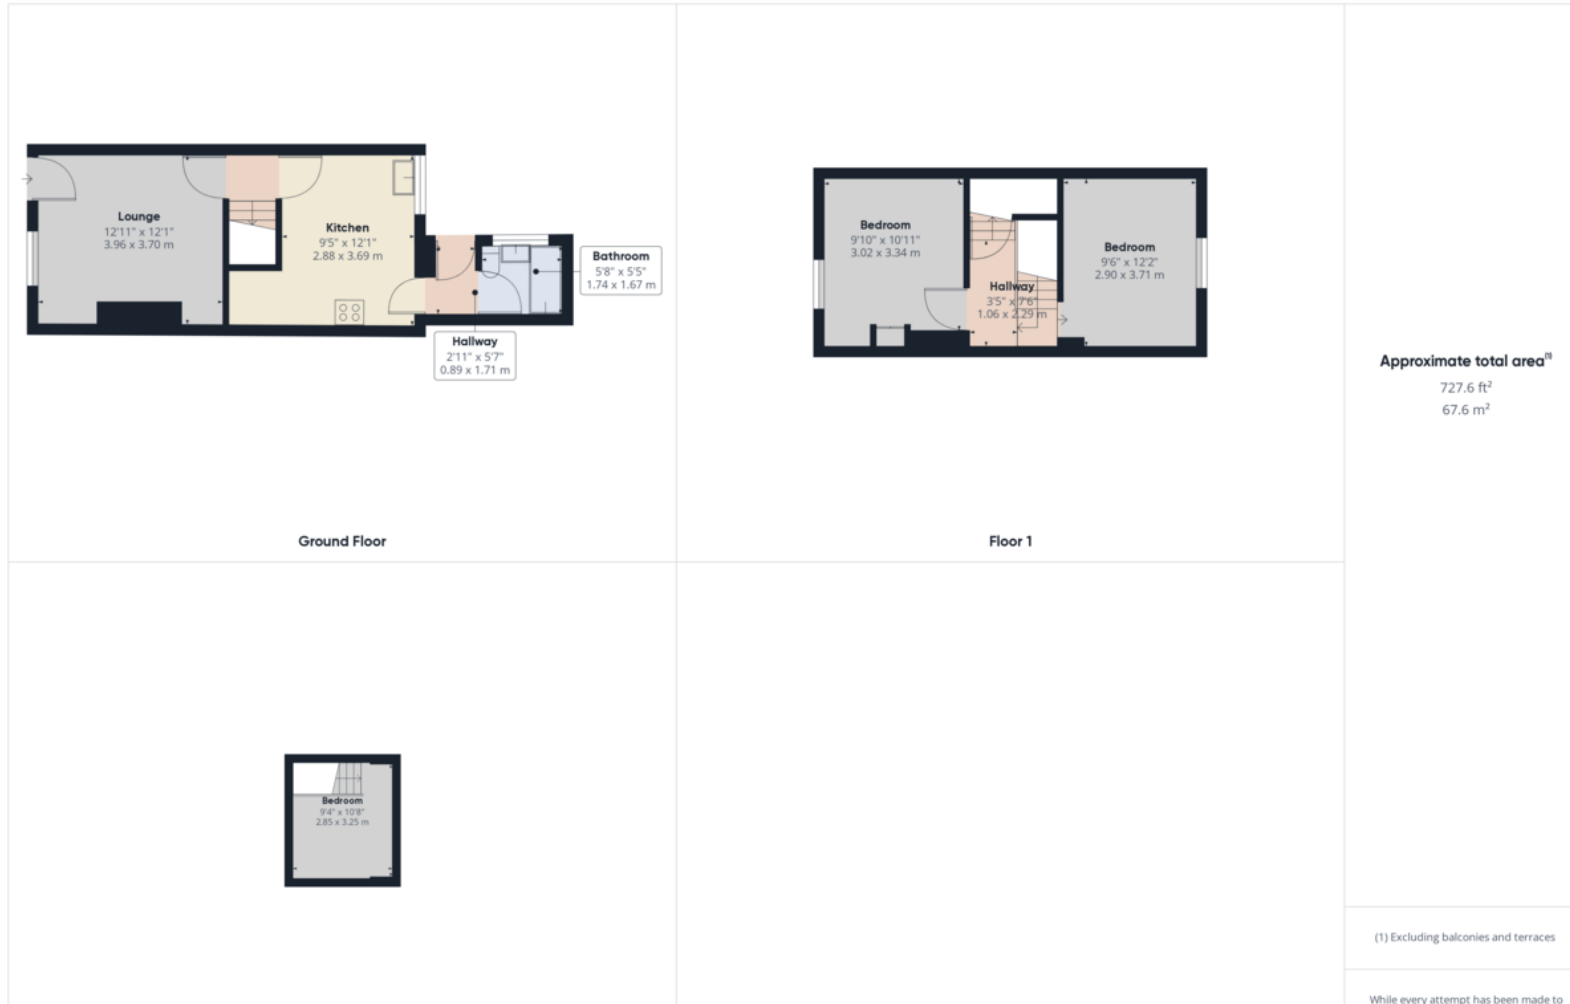 Lounge
12'11" x 12'1"
3.96 x 3.70 m
Kitchen
9'5" x 12'1"
2.88 x 3.69 m
Bathroom
5'8" x 5'5"
1.74 x 1.67 m
Hallway
2'11" x 5'7"
0.89 x 1.71 m
Ground Floor
Bedroom
9'10" x 10'11"
3.02 x 3.34 m
Hallway
3'5" x 7'6"
1.06 x 2.29 m
Bedroom
9'6" x 12'2"
2.90 x 3.71 m
Floor 1
Bedroom
9'4" x 10'8"
2.85 x 3.25 m
Approximate total area(1)
727.6 ft²
67.6 m²
(1) Excluding balconies and terraces
While every attempt has been made to